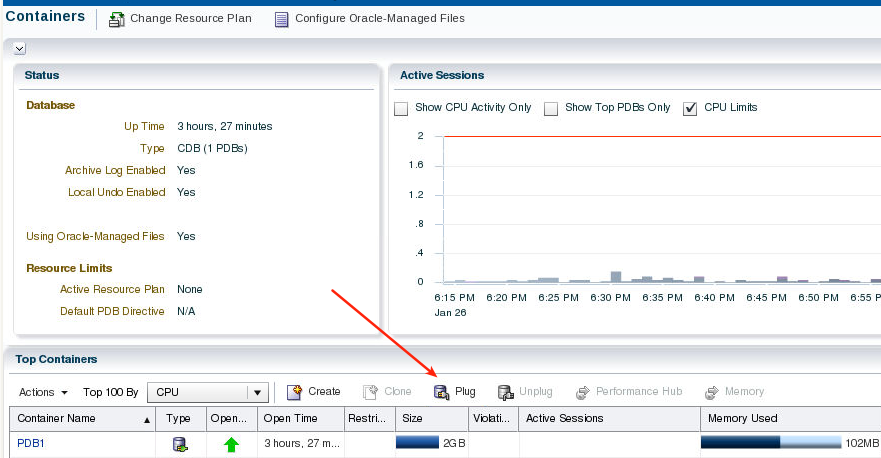 Containers Change Resource Plan Configure Oracle-Managed Files
Status
Database
Up Time 3 hours, 27 minutes
Type CDB (1 PDBs)
Archive Log Enabled Yes
Local Undo Enabled Yes
Using Oracle-Managed Files Yes
Resource Limits
Active Resource Plan None
Default PDB Directive N/A
Active Sessions
Show CPU Activity Only Show Top PDBs Only CPU Limits
2
1.6
1.2
.8
.4
0
6:15 PM 6:20 PM 6:25 PM 6:30 PM 6:35 PM 6:40 PM 6:45 PM 6:50 PM 6:55 P
Jan 26
Top Containers
Actions Top 100 By CPU Create Clone Plug Unplug Performance Hub Memory
Container Name Type Open... Open Time Restri... Size Violati... Active Sessions Memory Used
PDB1 3 hours, 27 m... 2GB 102MB